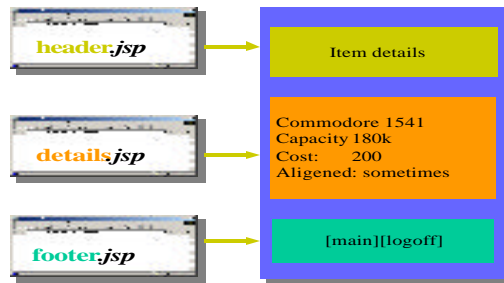 header.jsp
Item details
Commodore 1541
Capacity 180k
Cost: 200
Aligened: sometimes
details.jsp
[main][logoff]
footer.jsp